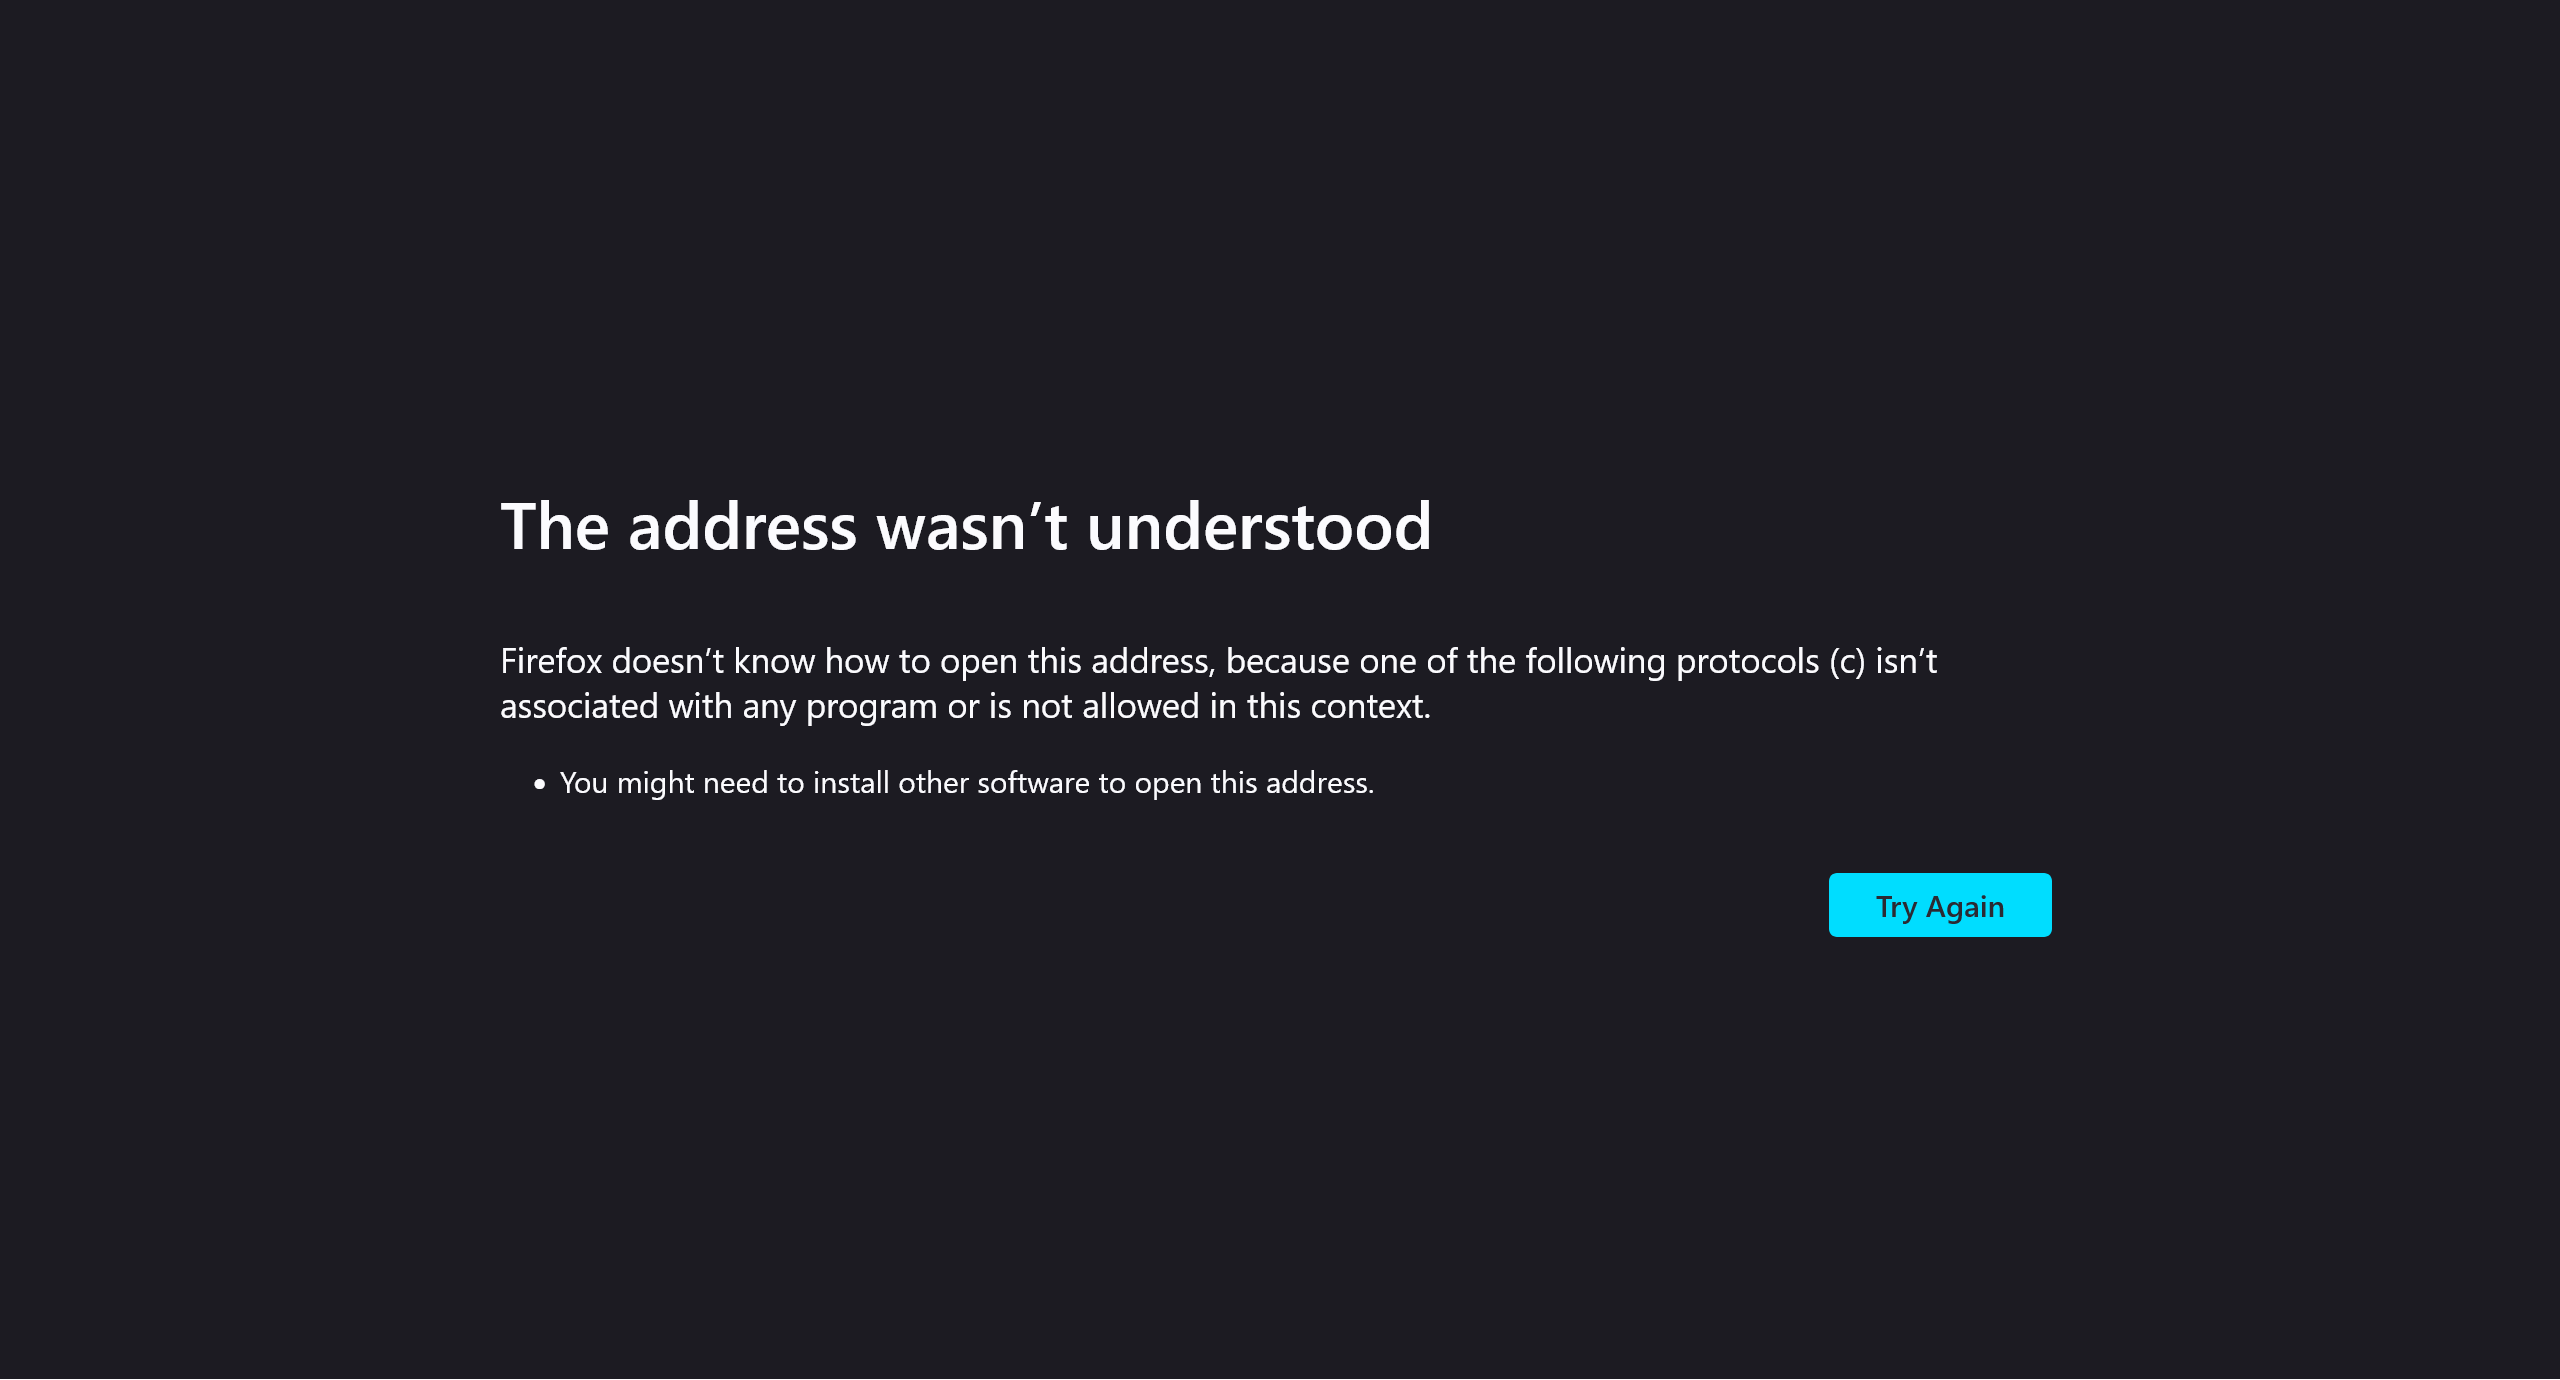 The address wasn’t understood
Firefox doesn’t know how to open this address, because one of the following protocols (c) isn’t
associated with any program or is not allowed in this context.
• You might need to install other software to open this address.
Try Again